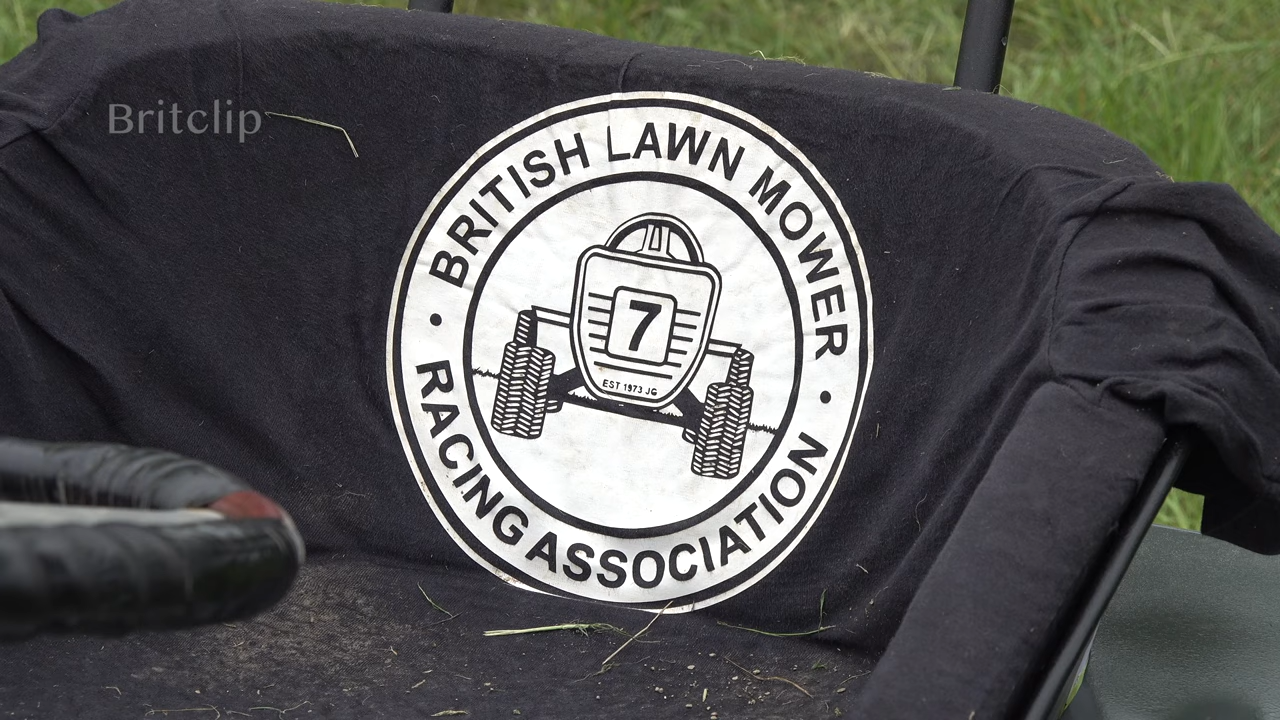 Britclip
BRITISH LAWN MOWER
RACING ASSOCIATION
7
EST 1973 JG